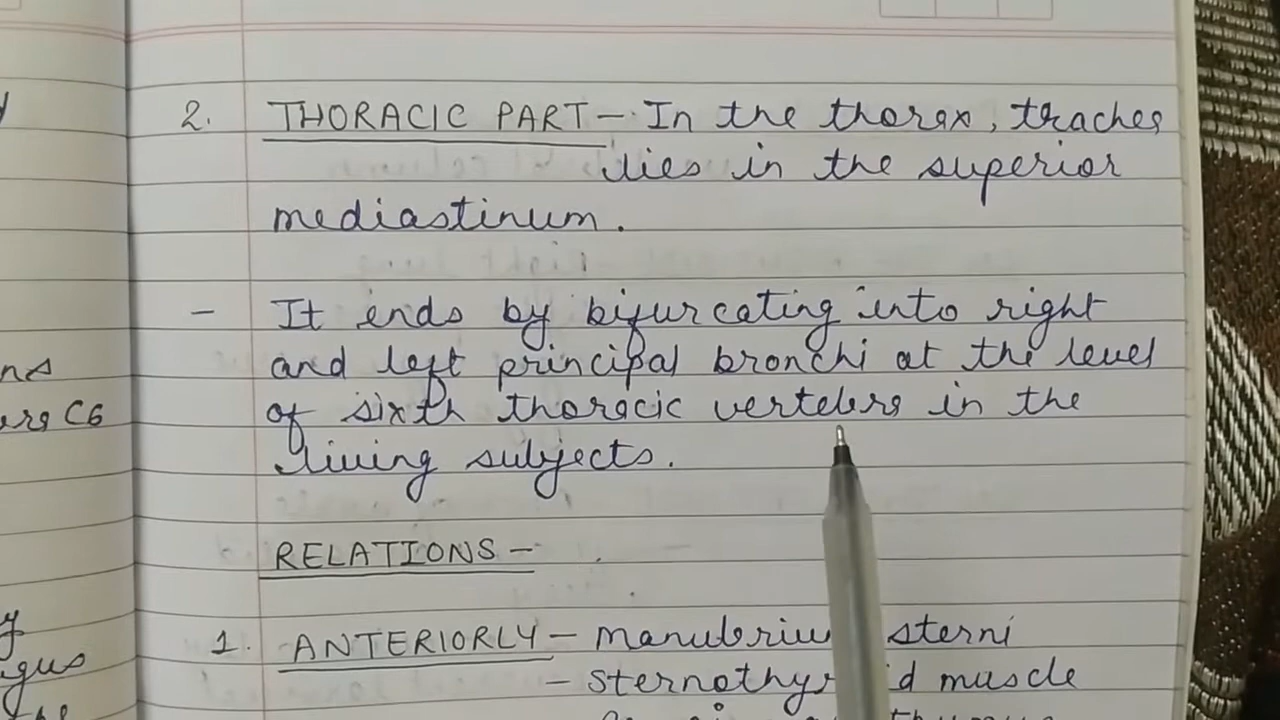 2. THORACIC PART - In the thorax, trachea
lies in the superior
mediastinum.
- It ends by bifurcating into right
and left principal bronchi at the level
of sixth thoracic vertebra in the
living subjects.
RELATIONS -
1. ANTERIORLY - manubrium sterni
- sternothyroid muscle
ns
C6